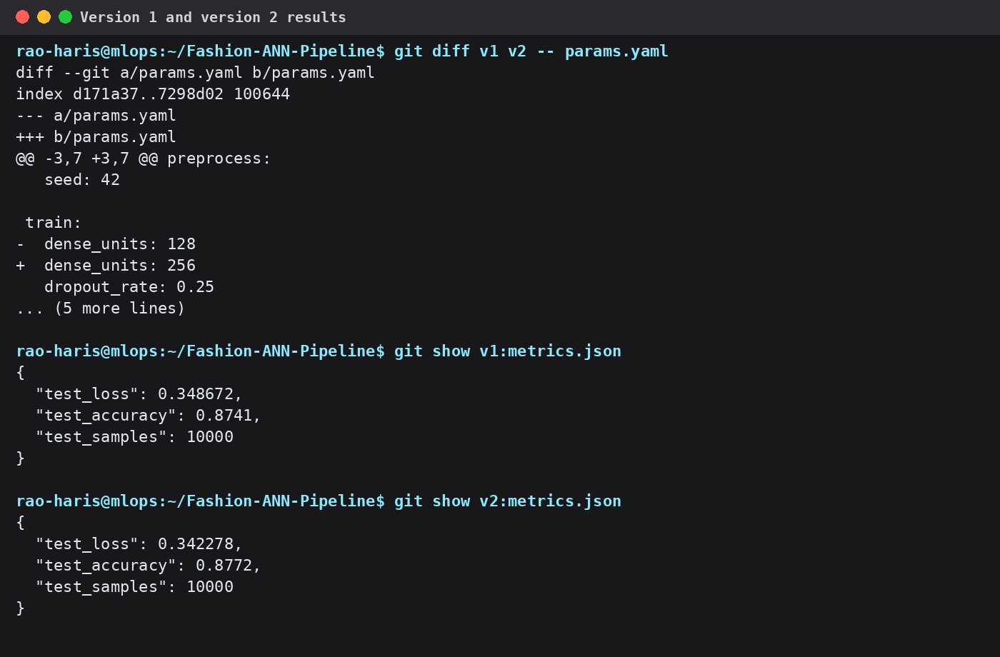 Version 1 and version 2 results
rao-haris@mlops:~/Fashion-ANN-Pipeline$ git diff v1 v2 -- params.yaml
diff --git a/params.yaml b/params.yaml
index d171a37..7298d02 100644
--- a/params.yaml
+++ b/params.yaml
@@ -3,7 +3,7 @@ preprocess:
   seed: 42

 train:
-  dense_units: 128
+  dense_units: 256
   dropout_rate: 0.25
... (5 more lines)

rao-haris@mlops:~/Fashion-ANN-Pipeline$ git show v1:metrics.json
{
  "test_loss": 0.348672,
  "test_accuracy": 0.8741,
  "test_samples": 10000
}

rao-haris@mlops:~/Fashion-ANN-Pipeline$ git show v2:metrics.json
{
  "test_loss": 0.342278,
  "test_accuracy": 0.8772,
  "test_samples": 10000
}